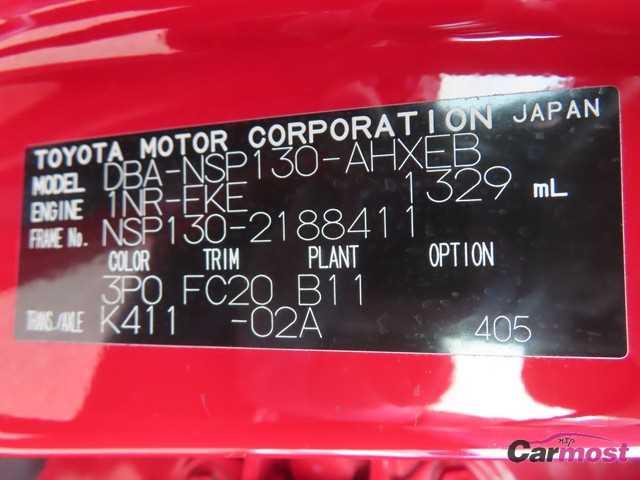 TOYOTA MOTOR CORPORATION JAPAN
MODEL DBA-NSP130-AHXEB
ENGINE 1NR-FKE 1329 mL
FRAME No. NSP130-2188411
COLOR TRIM PLANT OPTION
3P0 FC20 B11
TRANS./AXLE K411 -02A 405
Carmost